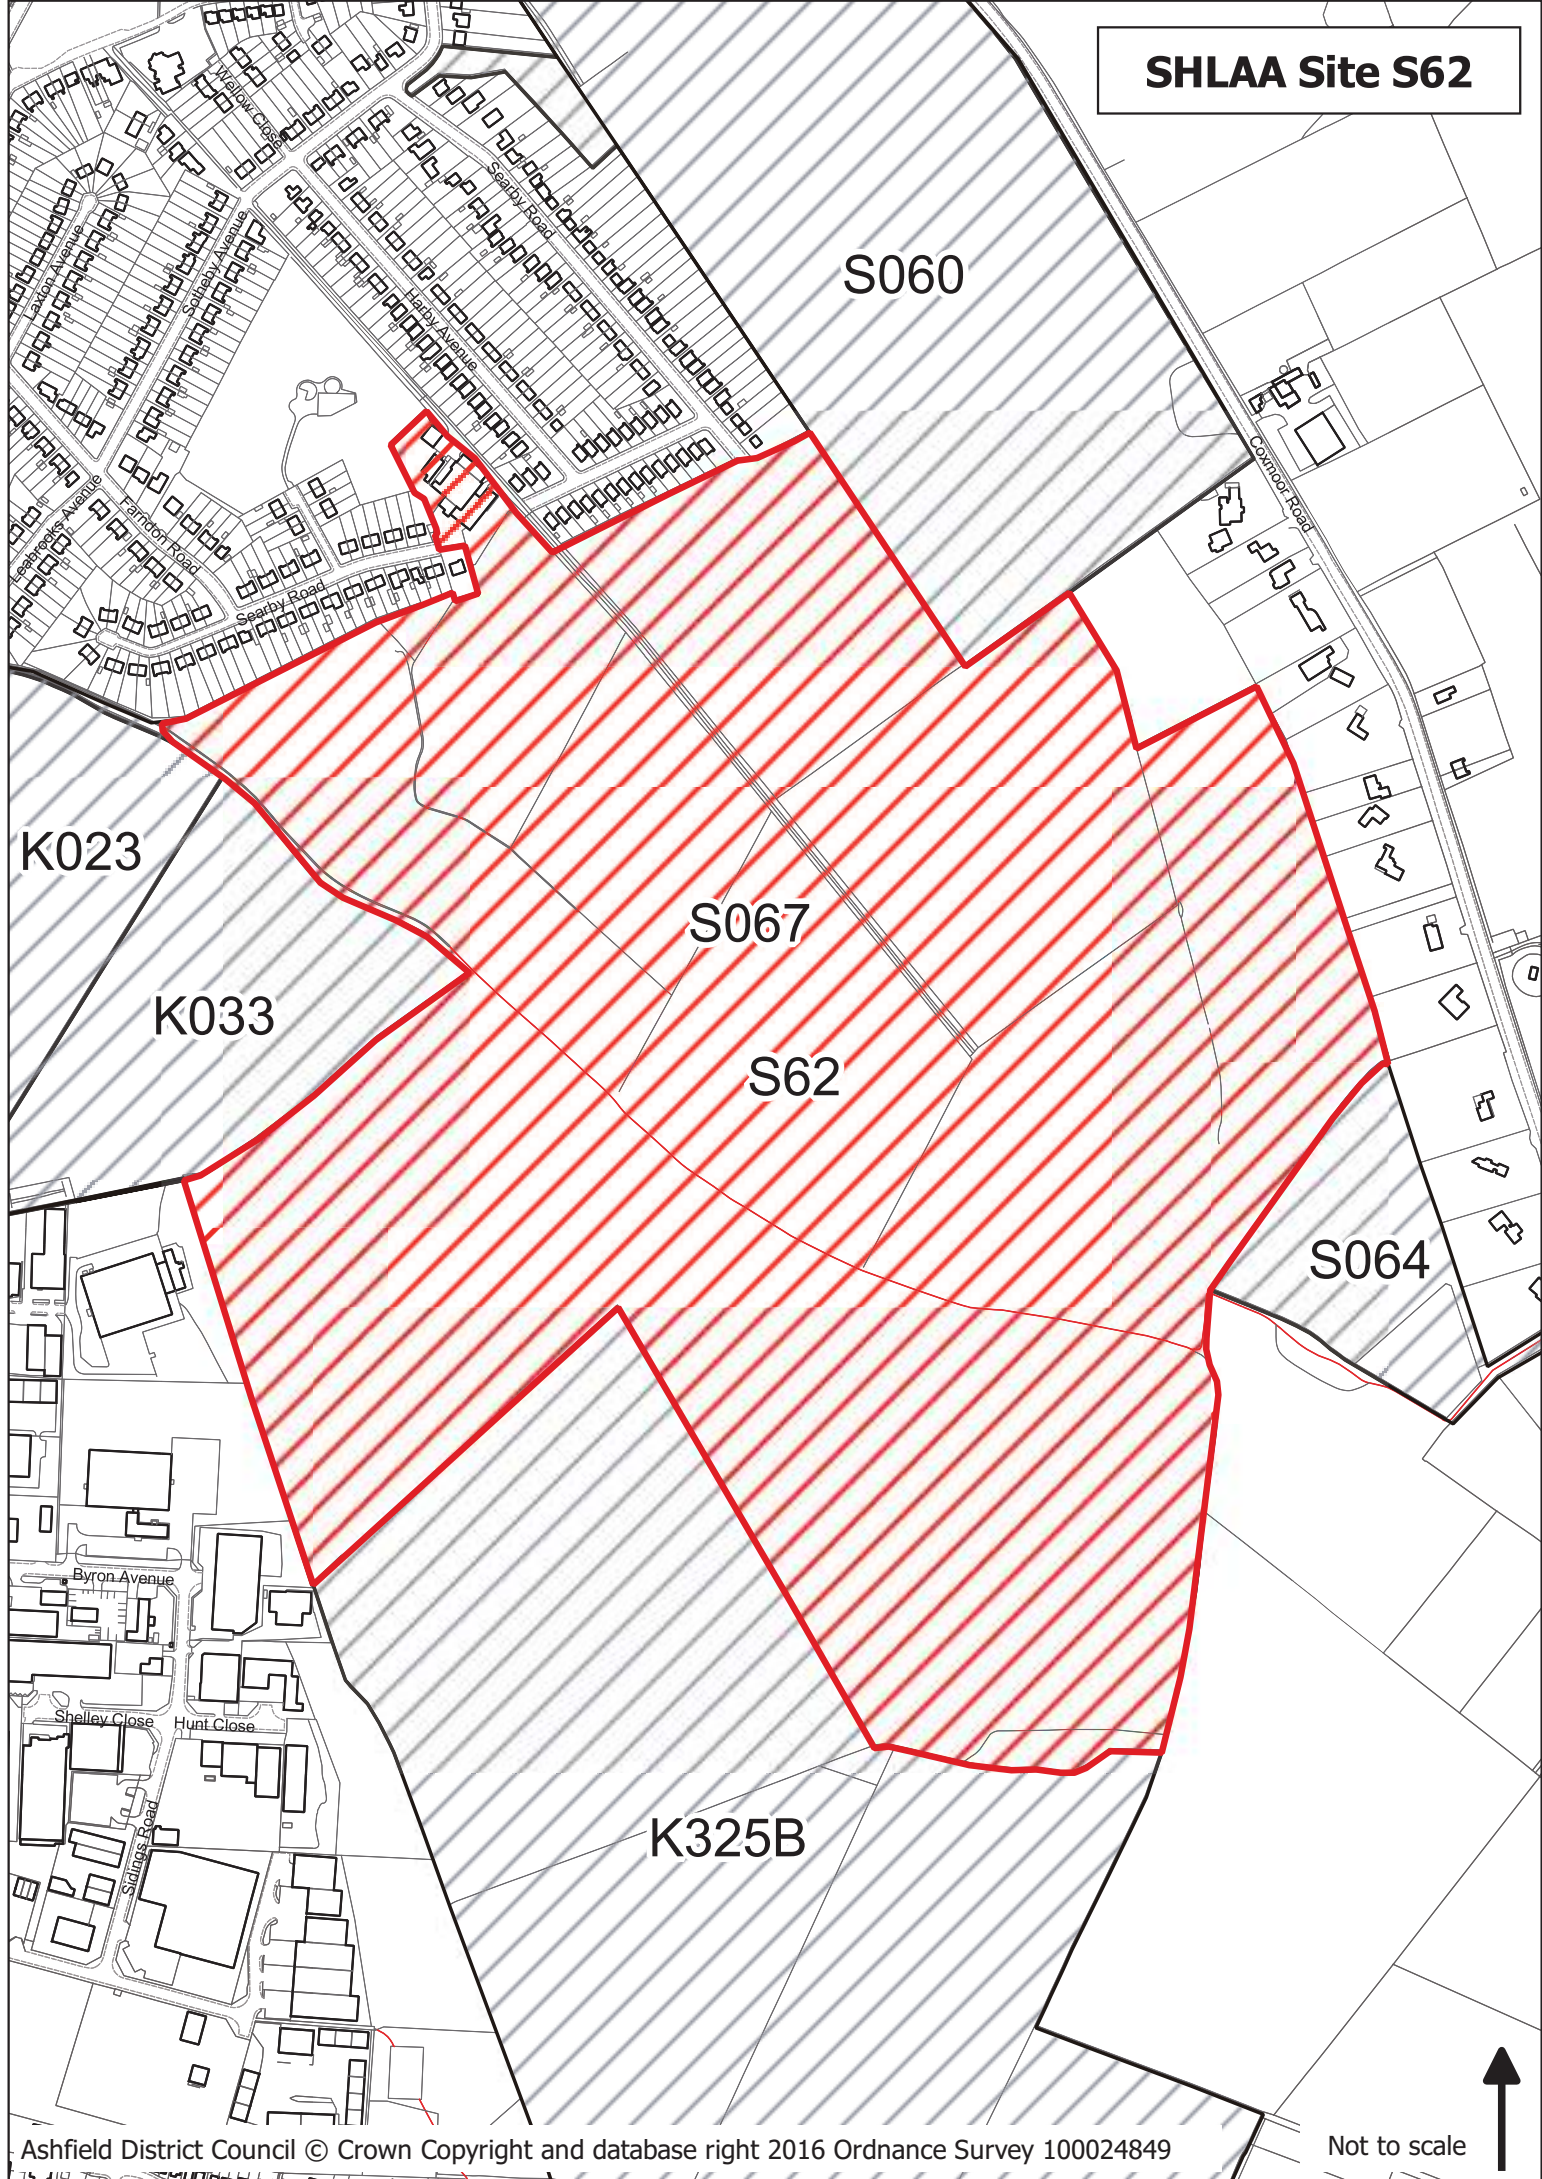 SHLAA Site S62
Wellow Close
Searby Road
S060
Laxton Avenue
Sotheby Avenue
Harby Avenue
Coxmoor Road
Leabrooks Avenue
Farndon Road
Searby Road
K023
S067
K033
S62
S064
Byron Avenue
Shelley Close
Hunt Close
Sidings Road
K325B
Ashfield District Council © Crown Copyright and database right 2016 Ordnance Survey 100024849
Not to scale